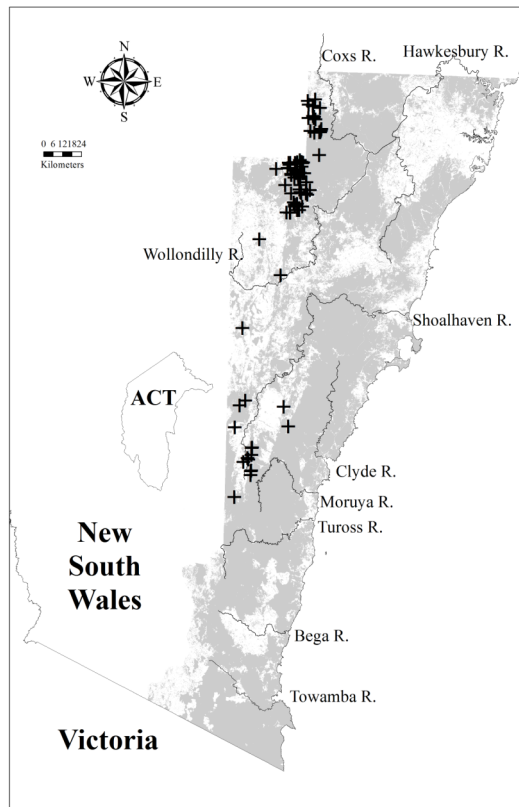 Coxs R.
Hawkesbury R.
N
W E
S
0 6 121824
Kilometers
Wollondilly R.
Shoalhaven R.
ACT
Clyde R.
Moruya R.
Tuross R.
New
South
Wales
Bega R.
Towamba R.
Victoria